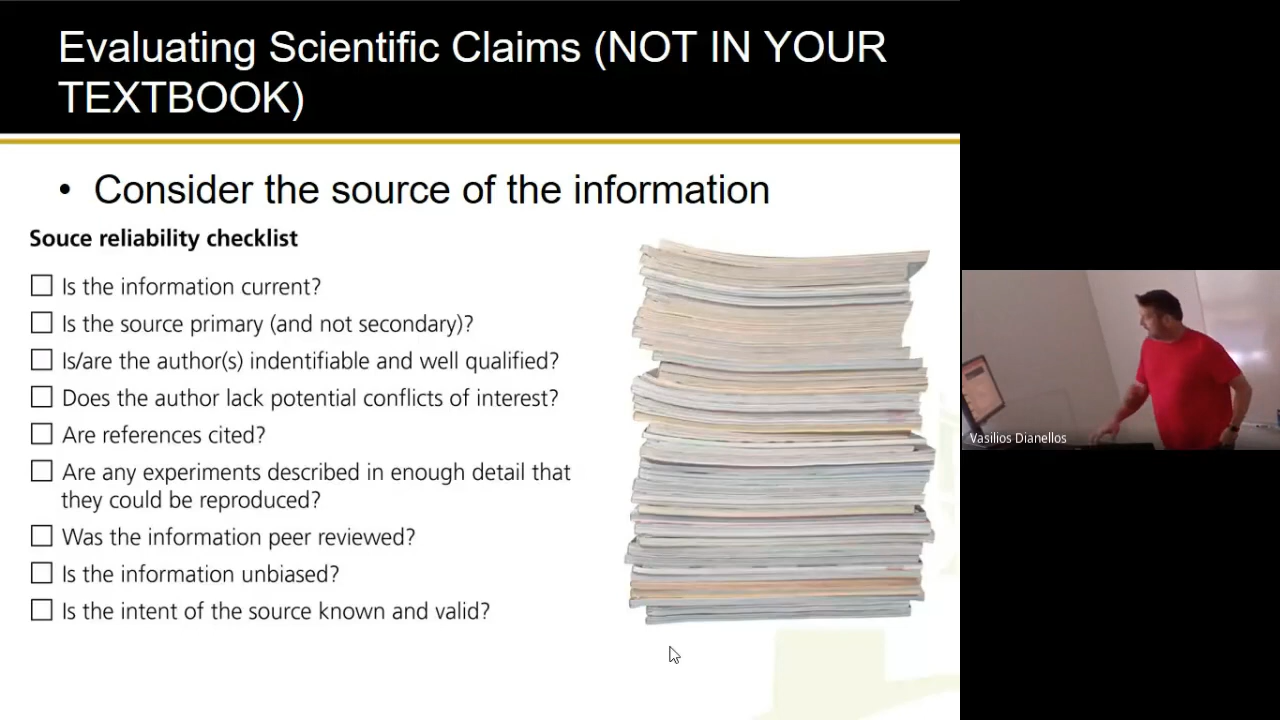 Evaluating Scientific Claims (NOT IN YOUR
TEXTBOOK)
• Consider the source of the information
Souce reliability checklist
Is the information current?
Is the source primary (and not secondary)?
Is/are the author(s) indentifiable and well qualified?
Does the author lack potential conflicts of interest?
Are references cited?
Are any experiments described in enough detail that
they could be reproduced?
Was the information peer reviewed?
Is the information unbiased?
Is the intent of the source known and valid?
Vasilios Dianellos